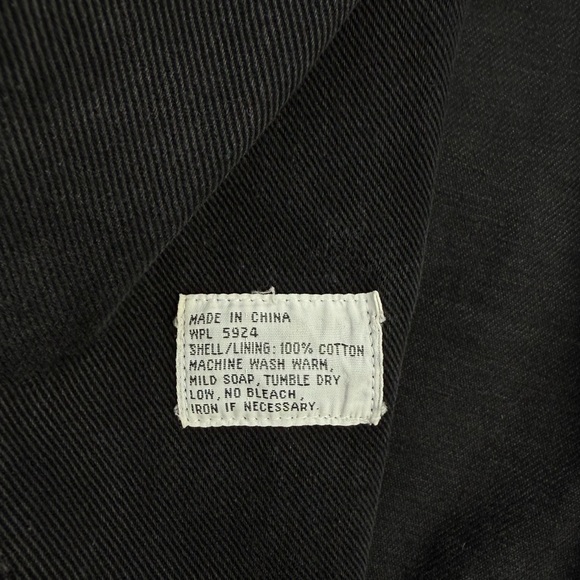 MADE IN CHINA
WPL 5924
SHELL/LINING: 100% COTTON
MACHINE WASH WARM,
MILD SOAP, TUMBLE DRY
LOW, NO BLEACH,
IRON IF NECESSARY.